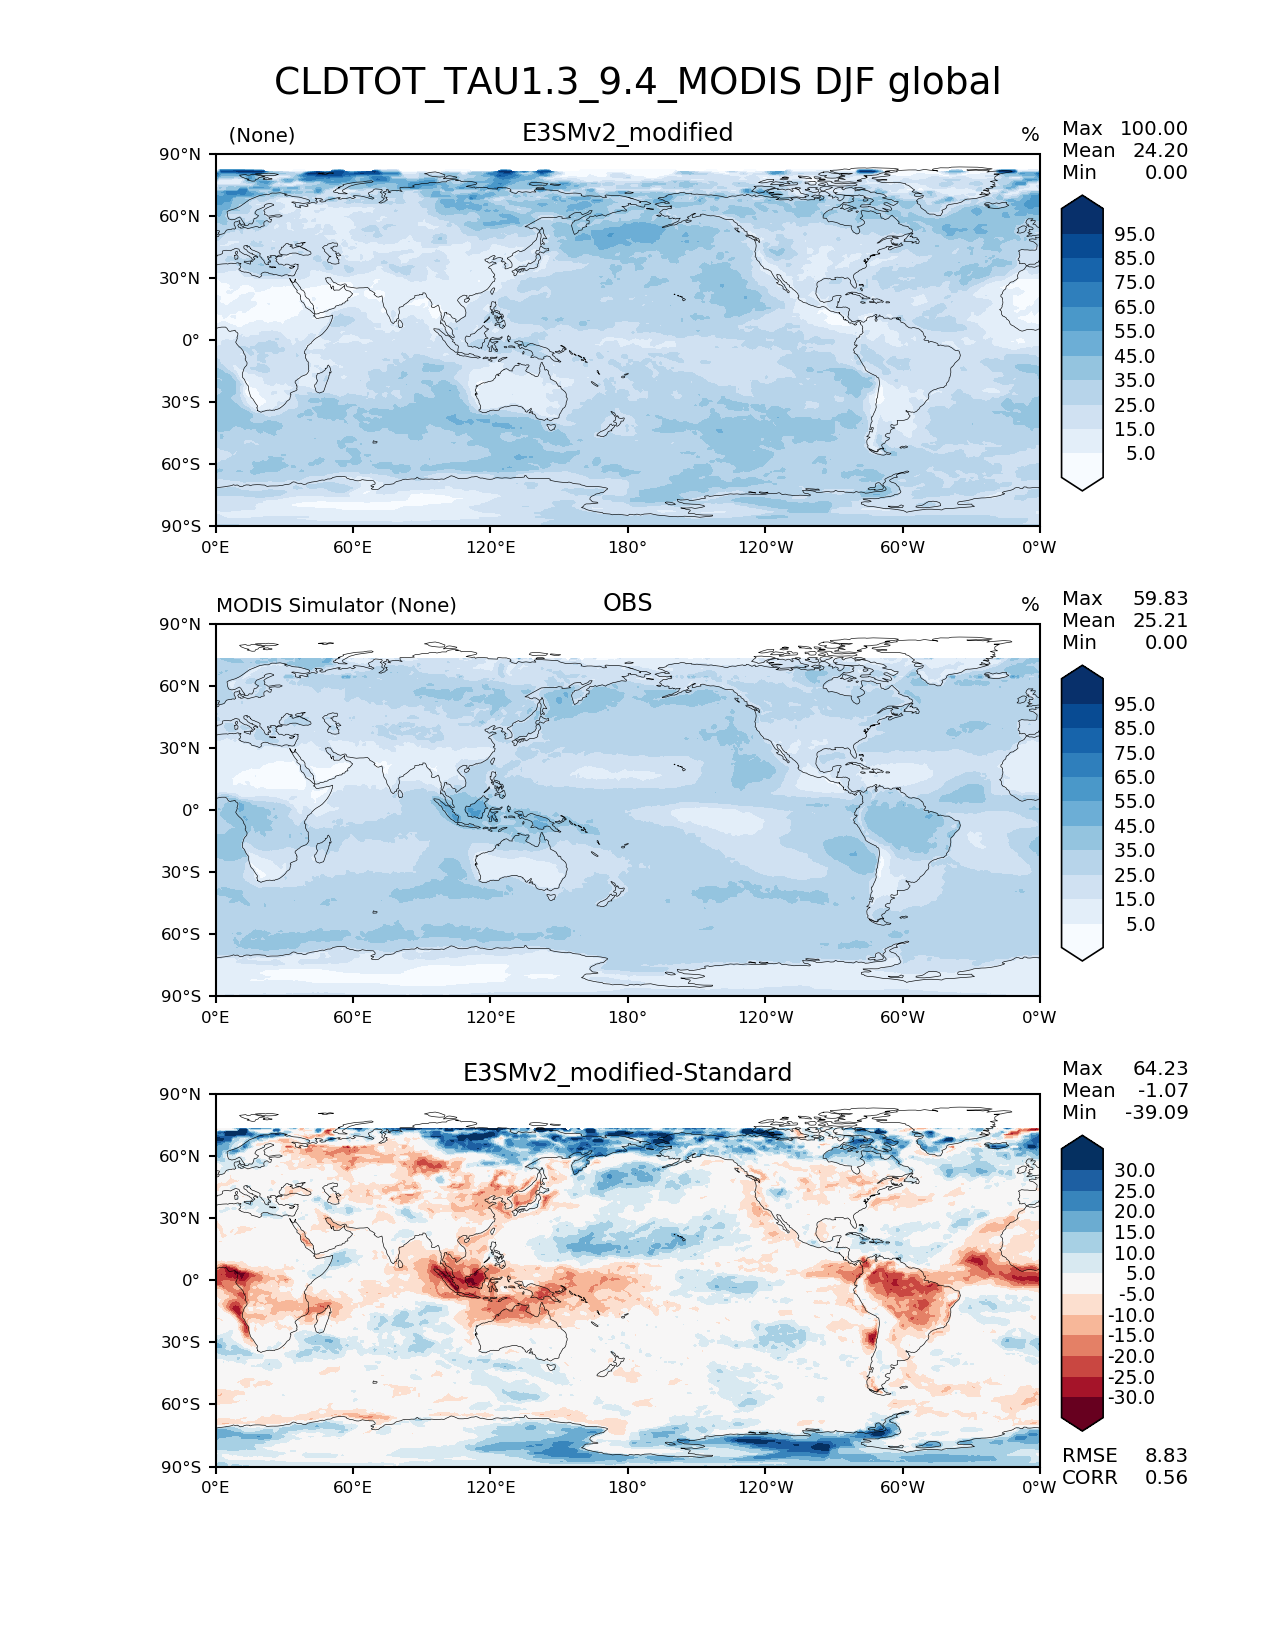 CLDTOT_TAU1.3_9.4_MODIS DJF global
(None) E3SMv2_modified %
Max 100.00
Mean 24.20
Min 0.00
90°N
60°N
30°N
0°
30°S
60°S
90°S
0°E 60°E 120°E 180° 120°W 60°W 0°W
95.0
85.0
75.0
65.0
55.0
45.0
35.0
25.0
15.0
5.0
MODIS Simulator (None) OBS %
Max 59.83
Mean 25.21
Min 0.00
90°N
60°N
30°N
0°
30°S
60°S
90°S
0°E 60°E 120°E 180° 120°W 60°W 0°W
95.0
85.0
75.0
65.0
55.0
45.0
35.0
25.0
15.0
5.0
E3SMv2_modified-Standard
Max 64.23
Mean -1.07
Min -39.09
90°N
60°N
30°N
0°
30°S
60°S
90°S
0°E 60°E 120°E 180° 120°W 60°W 0°W
30.0
25.0
20.0
15.0
10.0
5.0
-5.0
-10.0
-15.0
-20.0
-25.0
-30.0
RMSE 8.83
CORR 0.56